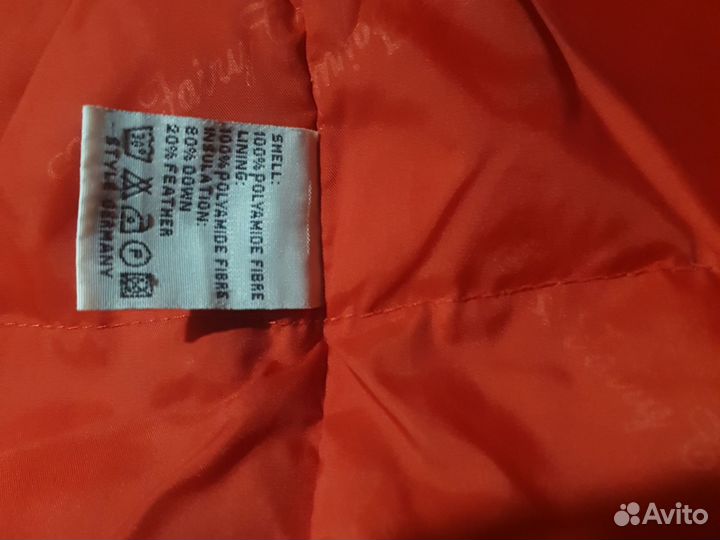 SHELL:
100% POLYAMIDE FIBRE
LINING:
100% POLYAMIDE FIBRE
INSULATION:
80% DOWN
20% FEATHER
STYLE GERMANY
Avito